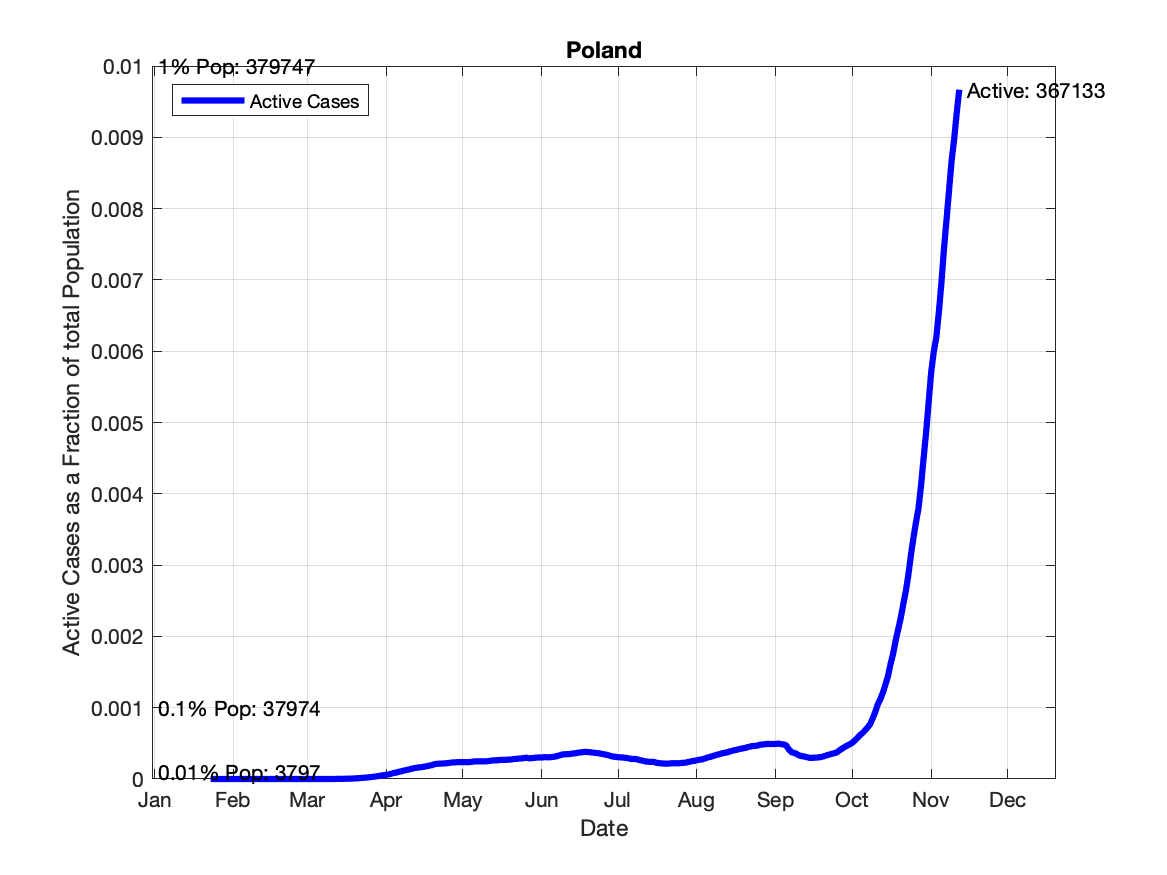 Poland
0.01
1% Pop: 379747
Active Cases
Active: 367133
0.009
0.008
0.007
0.006
0.005
0.004
0.003
0.002
0.001
0.1% Pop: 37974
0
0.01% Pop: 3797
Active Cases as a Fraction of total Population
Jan Feb Mar Apr May Jun Jul Aug Sep Oct Nov Dec
Date